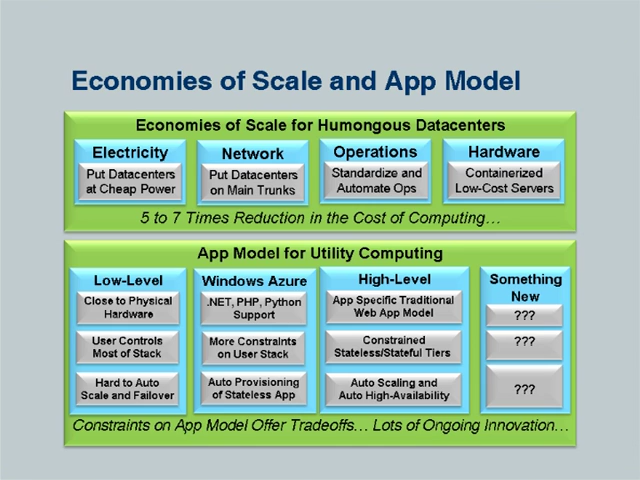 Economies of Scale and App Model
Economies of Scale for Humongous Datacenters
Electricity
Put Datacenters
at Cheap Power
Network
Put Datacenters
on Main Trunks
Operations
Standardize and
Automate Ops
Hardware
Containerized
Low-Cost Servers
5 to 7 Times Reduction in the Cost of Computing…
App Model for Utility Computing
Low-Level
Close to Physical
Hardware
User Controls
Most of Stack
Hard to Auto
Scale and Failover
Windows Azure
.NET, PHP, Python
Support
More Constraints
on User Stack
Auto Provisioning
of Stateless App
High-Level
App Specific Traditional
Web App Model
Constrained
Stateless/Stateful Tiers
Auto Scaling and
Auto High-Availability
Something
New
???
???
???
Constraints on App Model Offer Tradeoffs… Lots of Ongoing Innovation…